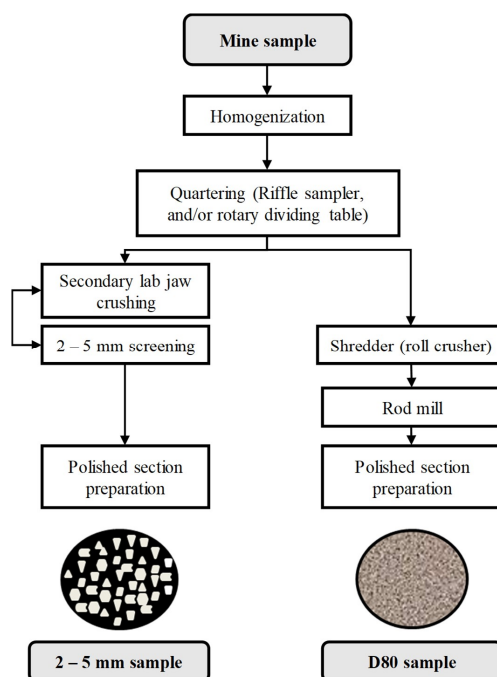 Mine sample
Homogenization
Quartering (Riffle sampler,
and/or rotary dividing table)
Secondary lab jaw
crushing
2 – 5 mm screening
Polished section
preparation
2 – 5 mm sample
Shredder (roll crusher)
Rod mill
Polished section
preparation
D80 sample